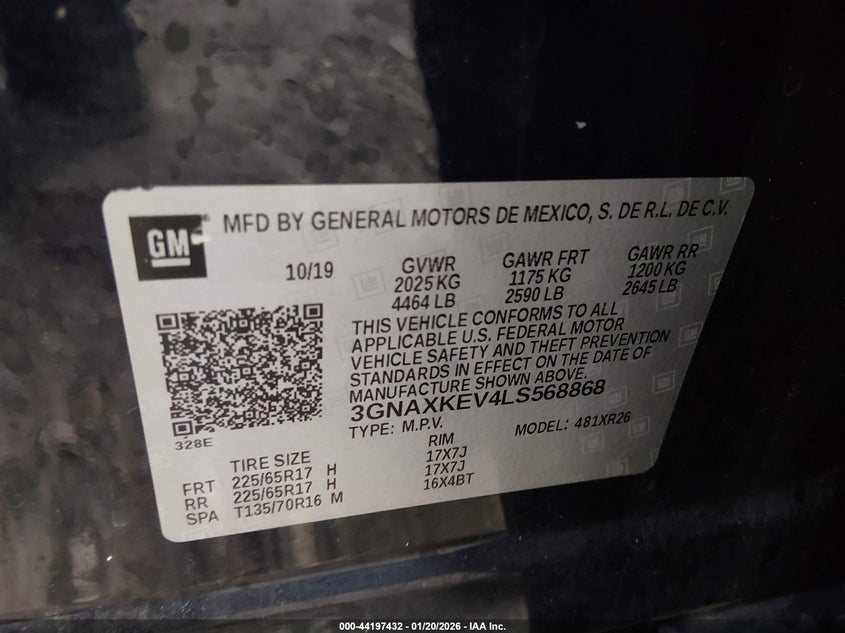 GM
MFD BY GENERAL MOTORS DE MEXICO, S. DE R.L. DE C.V.
10/19
GVWR
2025 KG
4464 LB
GAWR FRT
1175 KG
2590 LB
GAWR RR
1200 KG
2645 LB
THIS VEHICLE CONFORMS TO ALL
APPLICABLE U.S. FEDERAL MOTOR
VEHICLE SAFETY AND THEFT PREVENTION
STANDARDS IN EFFECT ON THE DATE OF
MANUFACTURE SHOWN ABOVE.
3GNAXKEV4LS568868
TYPE: M.P.V. MODEL: 481XR26
328E
TIRE SIZE RIM
FRT 225/65R17 H 17X7J
RR 225/65R17 H 17X7J
SPA T135/70R16 M 16X4BT
000-44197432 - 01/20/2026 - IAA Inc.